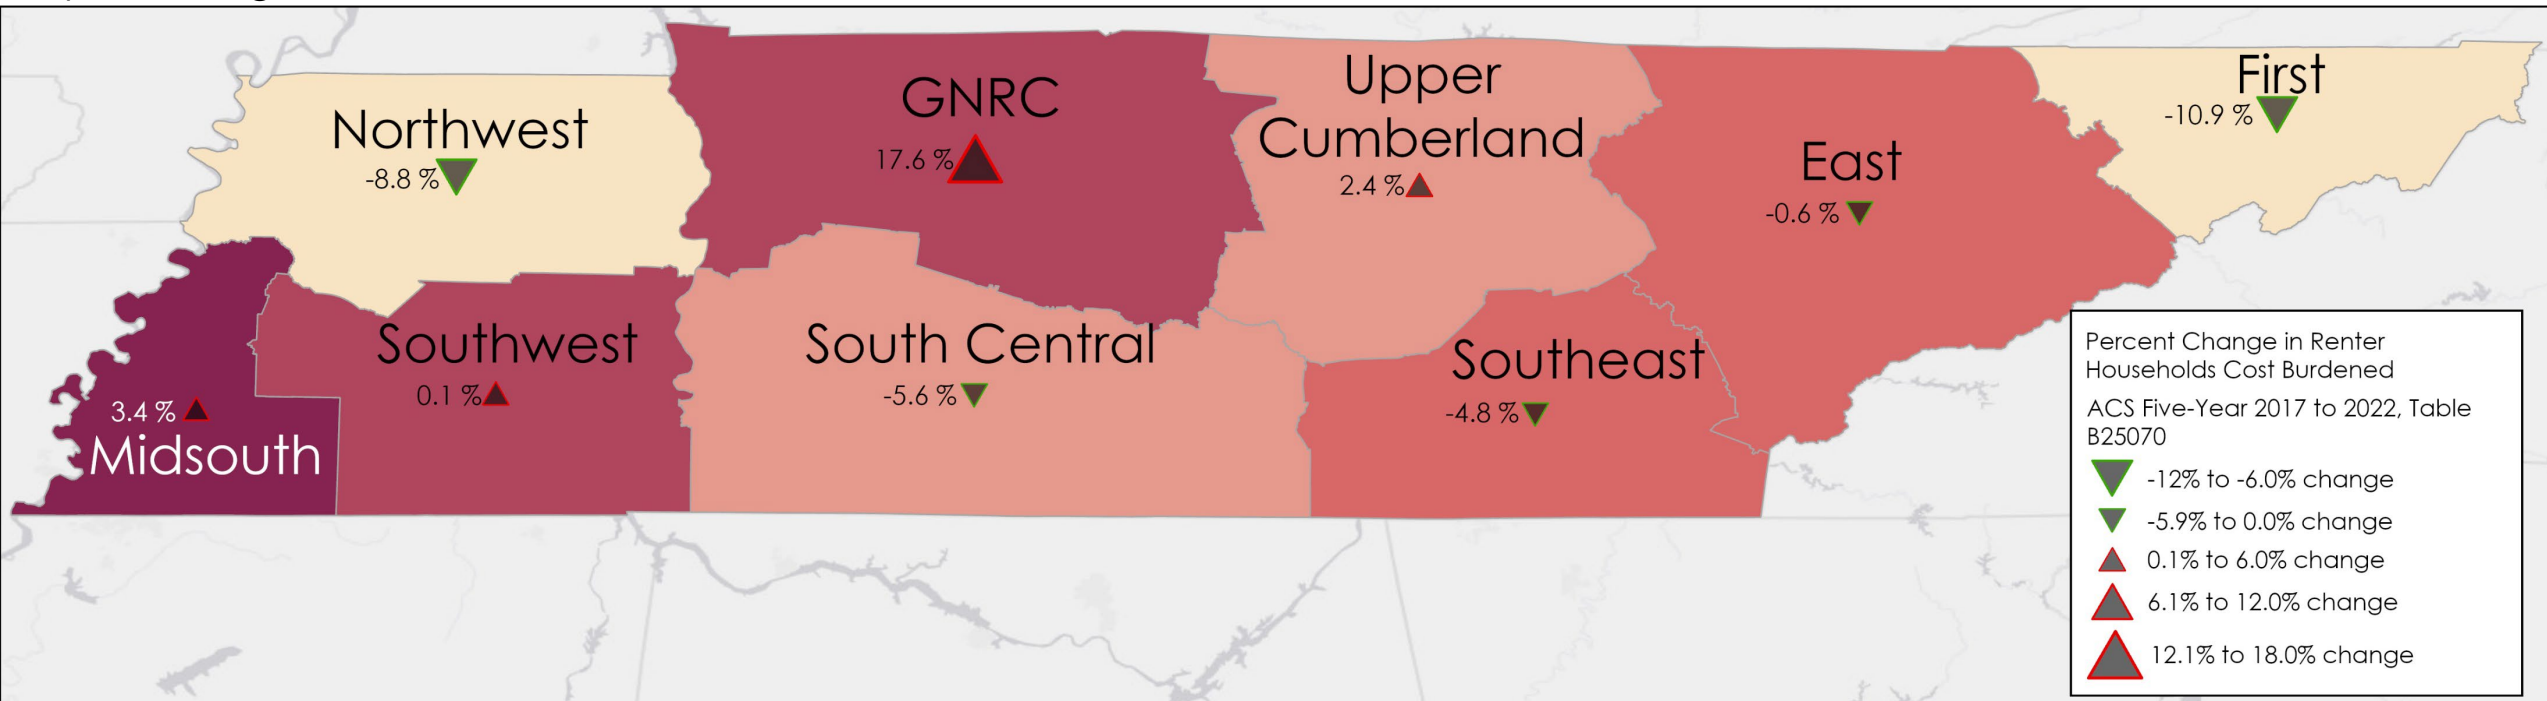 Northwest
-8.8 %
GNRC
17.6 %
Upper
Cumberland
2.4 %
East
-0.6 %
First
-10.9 %
3.4 %
Midsouth
Southwest
0.1 %
South Central
-5.6 %
Southeast
-4.8 %
Percent Change in Renter
Households Cost Burdened
ACS Five-Year 2017 to 2022, Table
B25070
-12% to -6.0% change
-5.9% to 0.0% change
0.1% to 6.0% change
6.1% to 12.0% change
12.1% to 18.0% change